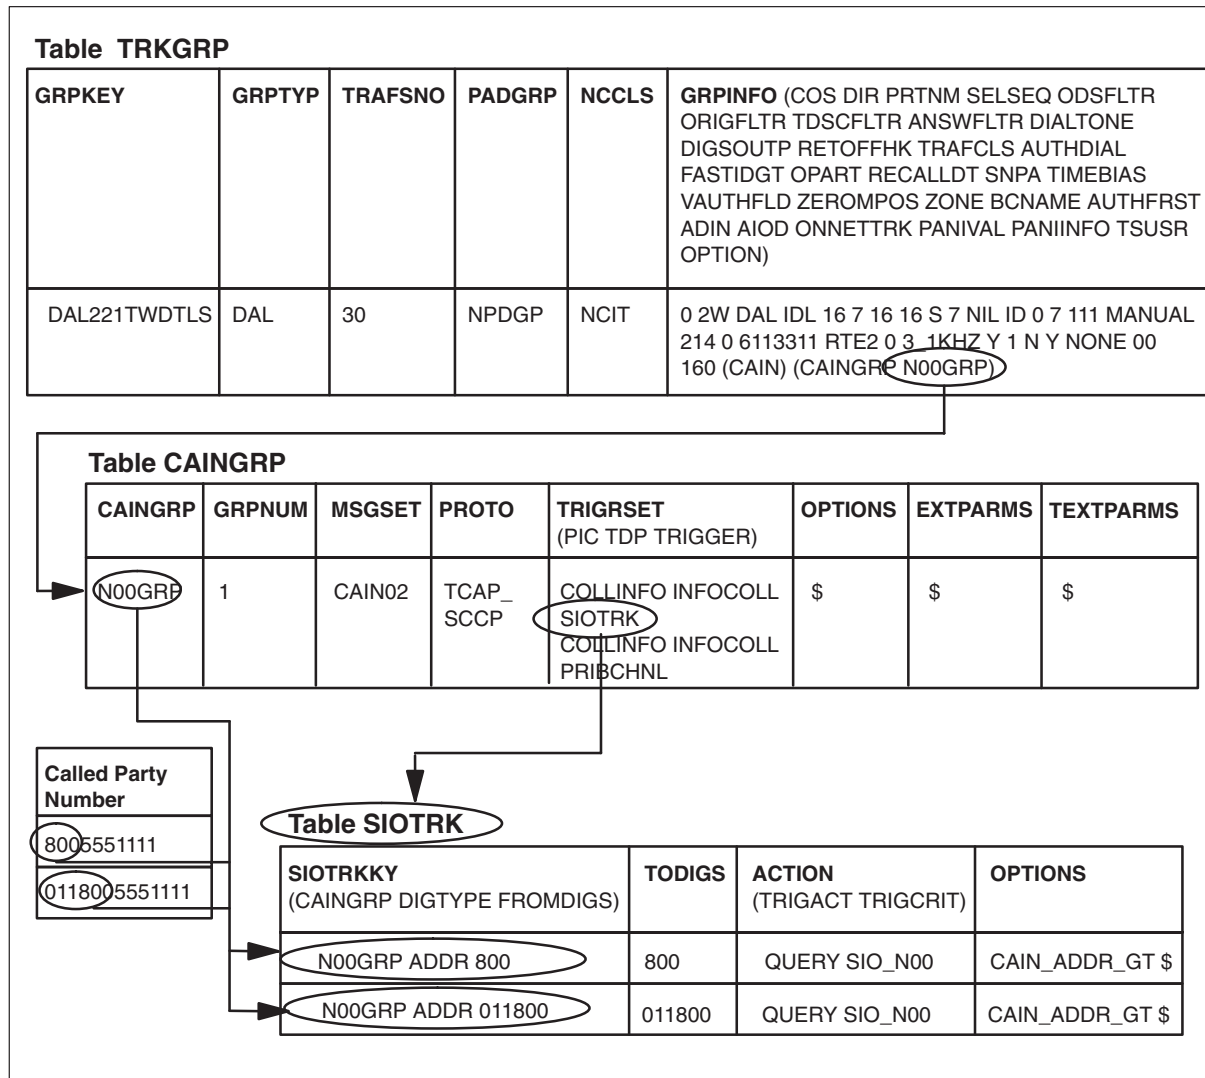 Table TRKGRP
GRPKEY GRPTYP TRAFSNO PADGRP NCCLS GRPINFO (COS DIR PRTNM SELSEQ ODSFLTR
ORIGFLTR TDSCFLTR ANSWFLTR DIALTONE
DIGSOUTP RETOFFHK TRAFCLS AUTHDIAL
FASTIDGT OPART RECALLDT SNPA TIMEBIAS
VAUTHFLD ZEROMPOS ZONE BCNAME AUTHFRST
ADIN AIOD ONNETTRK PANIVAL PANIINFO TSUSR
OPTION)
DAL221TWDTLS DAL 30 NPDGP NCIT 0 2W DAL IDL 16 7 16 16 S 7 NIL ID 0 7 111 MANUAL
214 0 6113311 RTE2 0 3_1KHZ Y 1 N Y NONE 00
160 (CAIN) (CAINGRP N00GRP)
Table CAINGRP
CAINGRP GRPNUM MSGSET PROTO TRIGRSET OPTIONS EXTPARMS TEXTPARMS
(PIC TDP TRIGGER)
N00GRP 1 CAIN02 TCAP_ COLLINFO INFOCOLL $ $ $
SCCP SIOTRK
COLLINFO INFOCOLL
PRIBCHNL
Called Party
Number
8005551111
0118005551111
Table SIOTRK
SIOTRKKY TODIGS ACTION OPTIONS
(CAINGRP DIGTYPE FROMDIGS) (TRIGACT TRIGCRIT)
N00GRP ADDR 800 800 QUERY SIO_N00 CAIN_ADDR_GT $
N00GRP ADDR 011800 011800 QUERY SIO_N00 CAIN_ADDR_GT $